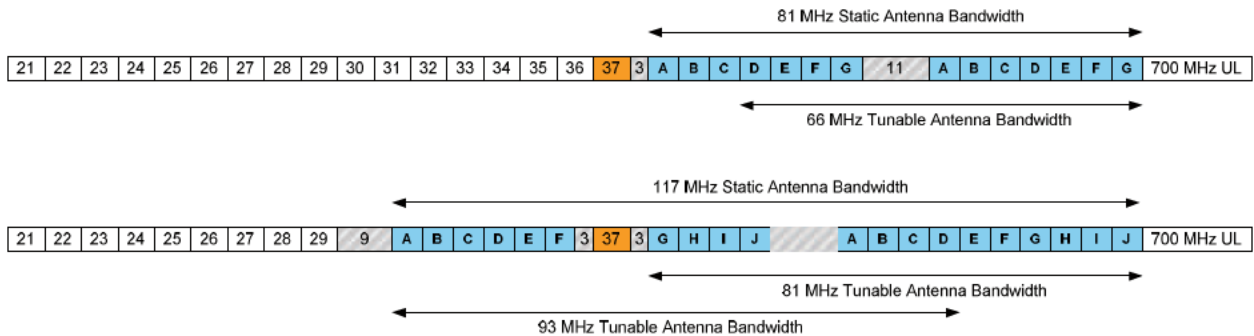 81 MHz Static Antenna Bandwidth
21 22 23 24 25 26 27 28 29 30 31 32 33 34 35 36 37 3 A B C D E F G 11 A B C D E F G 700 MHz UL
66 MHz Tunable Antenna Bandwidth
117 MHz Static Antenna Bandwidth
21 22 23 24 25 26 27 28 29 9 A B C D E F 3 37 3 G H I J A B C D E F G H I J 700 MHz UL
81 MHz Tunable Antenna Bandwidth
93 MHz Tunable Antenna Bandwidth